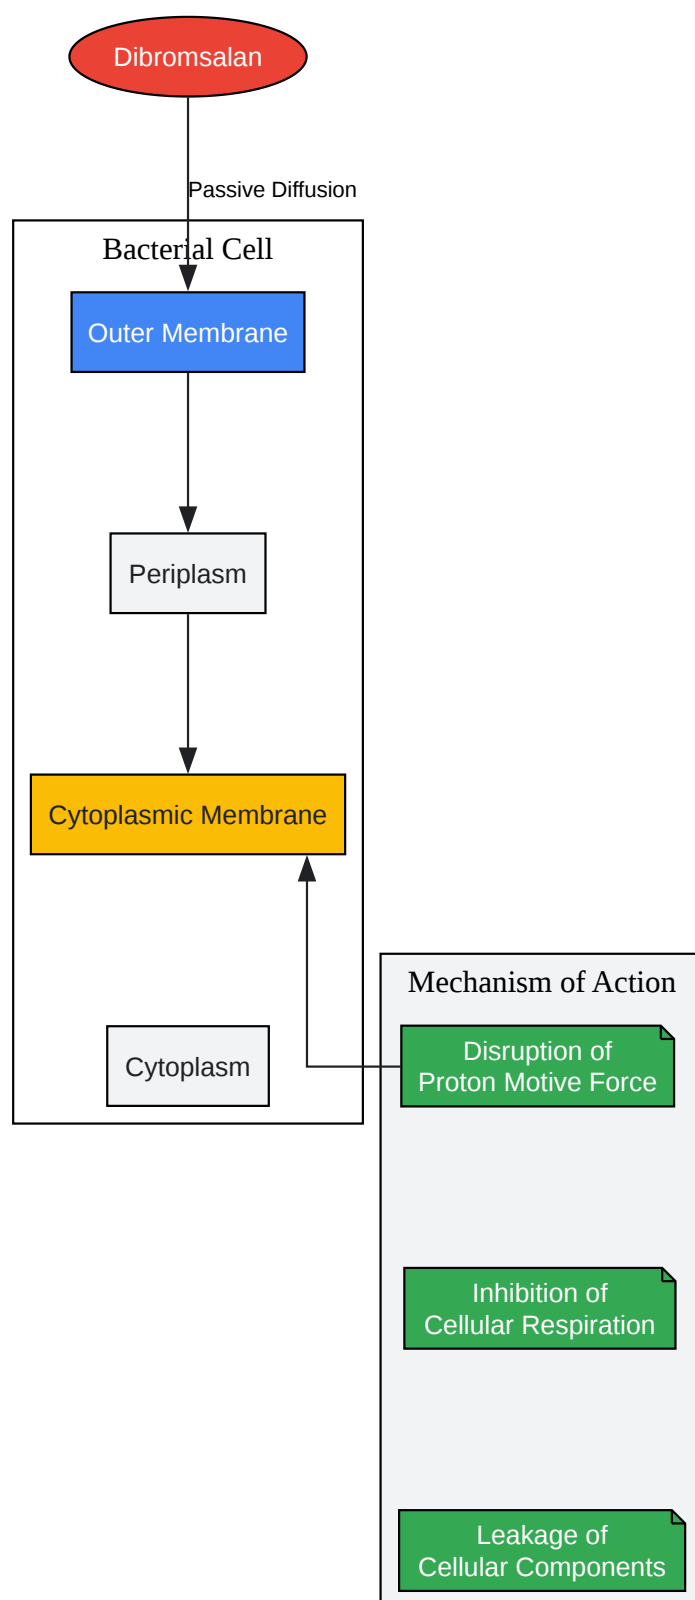 Dibromsalan
Passive Diffusion
Bacterial Cell
Outer Membrane
Periplasm
Cytoplasmic Membrane
Mechanism of Action
Cytoplasm
Disruption of
Proton Motive Force
Inhibition of
Cellular Respiration
Leakage of
Cellular Components